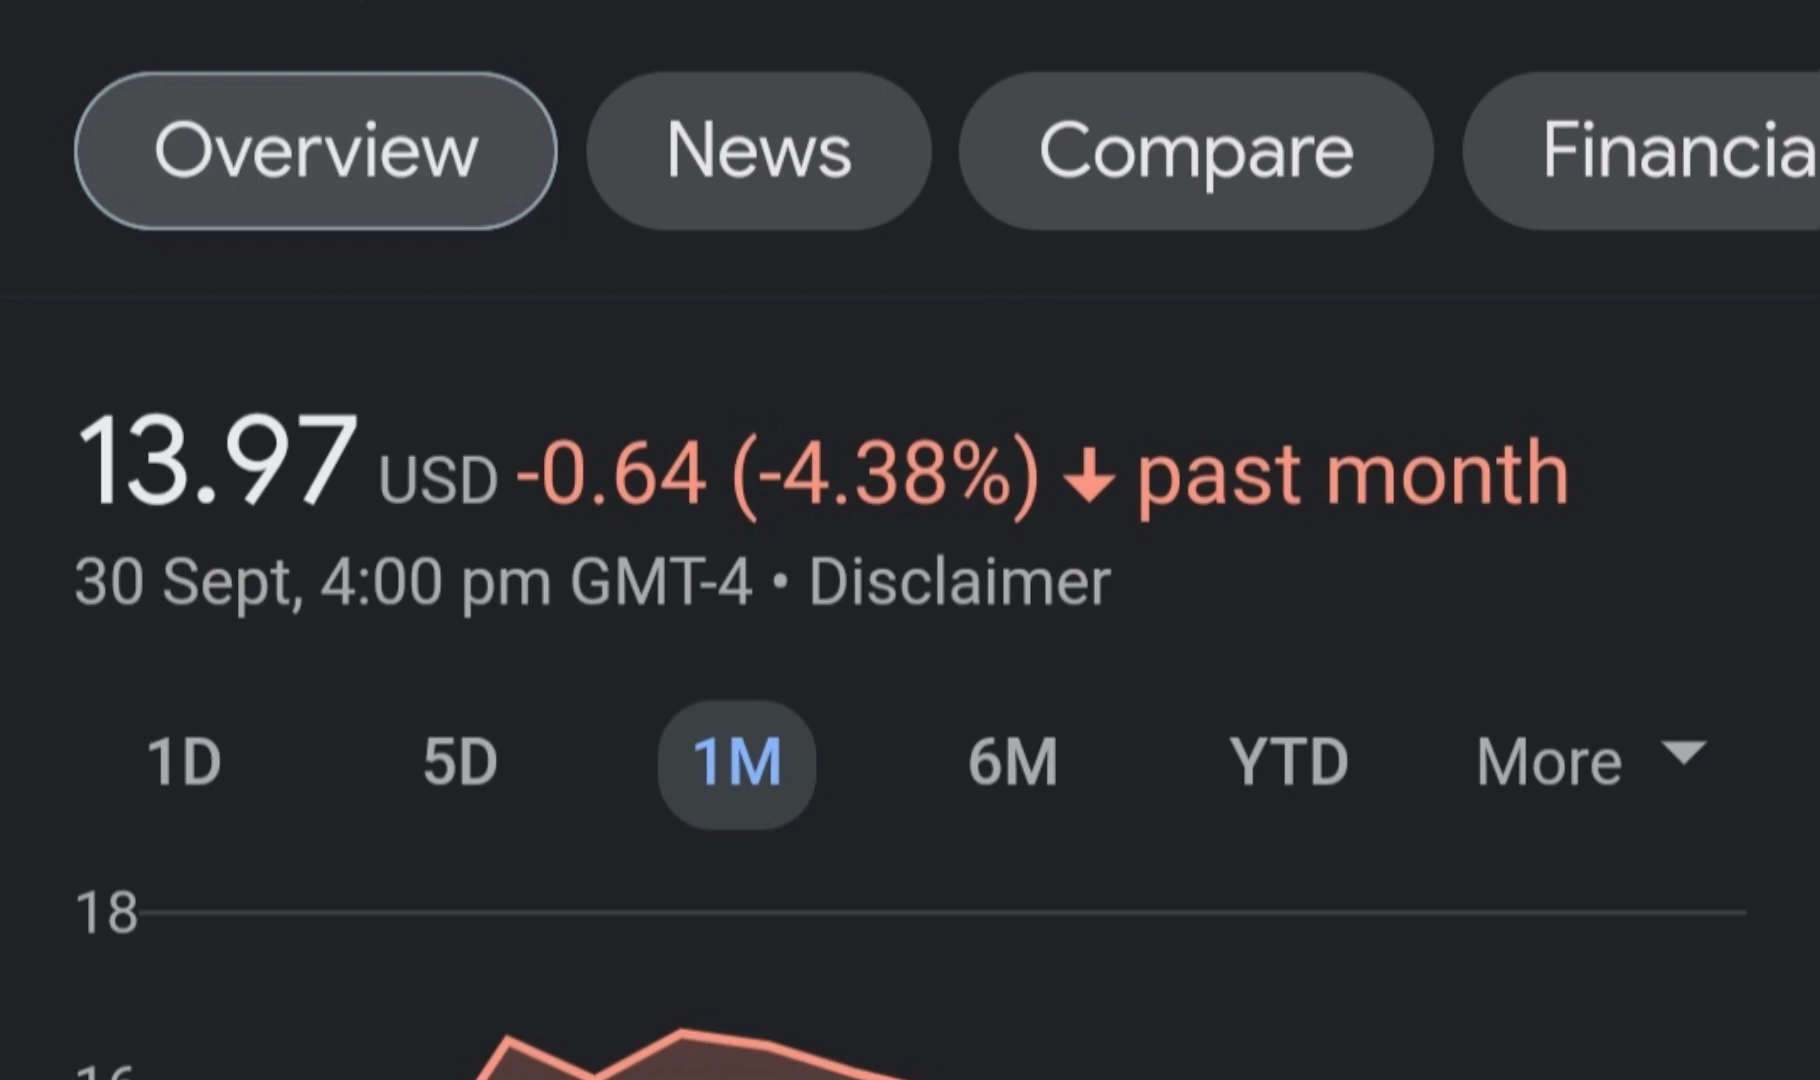 Overview News Compare Financia
13.97 USD -0.64 (-4.38%) ↓ past month
30 Sept, 4:00 pm GMT-4 • Disclaimer
1D 5D 1M 6M YTD More
18
16